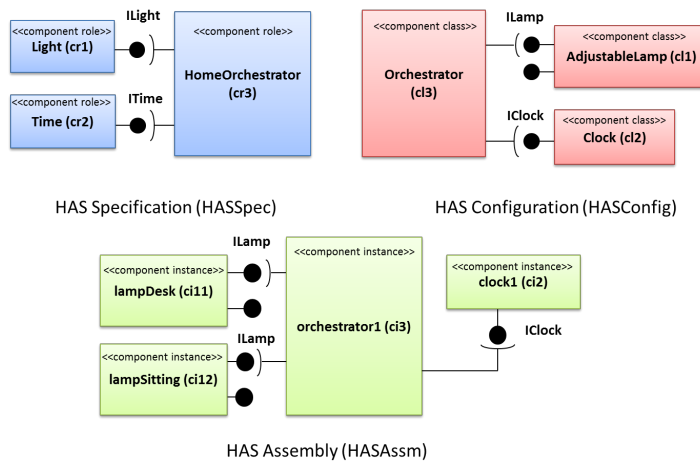 ILight
<<component role>>
Light (cr1)
<<component role>>
HomeOrchestrator
(cr3)
ITime
<<component role>>
Time (cr2)
HAS Specification (HASSpec)
ILamp
<<component class>>
Orchestrator
(cl3)
<<component class>>
AdjustableLamp (cl1)
IClock
<<component class>>
Clock (cl2)
HAS Configuration (HASConfig)
ILamp
<<component instance>>
lampDesk (ci11)
<<component instance>>
orchestrator1 (ci3)
<<component instance>>
clock1 (ci2)
IClock
ILamp
<<component instance>>
lampSitting (ci12)
HAS Assembly (HASAssm)